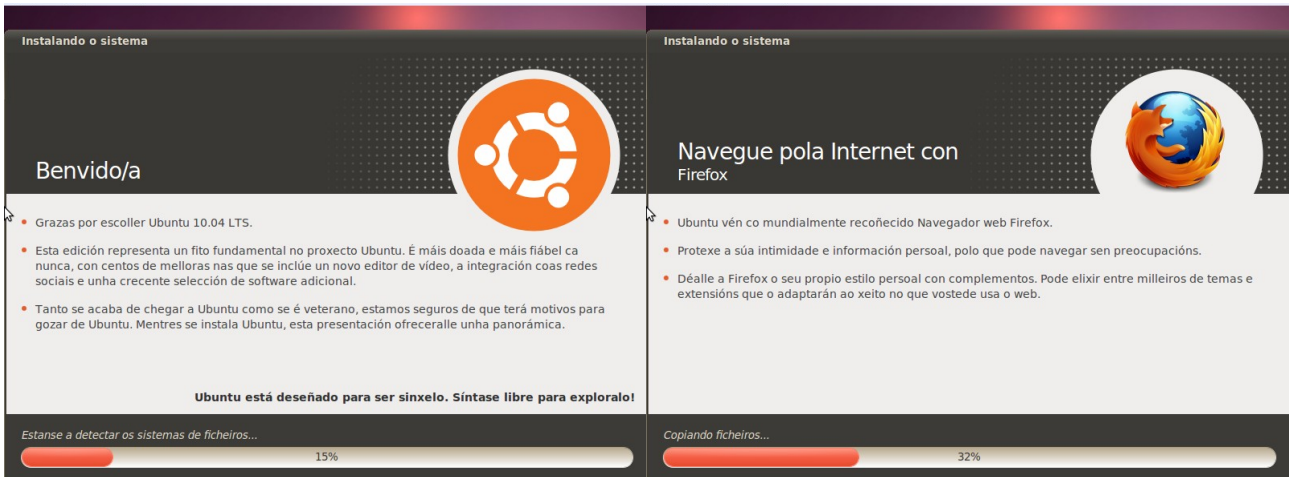 Instalando o sistema
Benvido/a
Grazas por escoller Ubuntu 10.04 LTS.
Esta edición representa un fito fundamental no proxecto Ubuntu. É máis doada e máis fiábel ca
nunca, con centos de melloras nas que se inclúe un novo editor de vídeo, a integración coas redes
sociais e unha crecente selección de software adicional.
Tanto se acaba de chegar a Ubuntu como se é veterano, estamos seguros de que terá motivos para
gozar de Ubuntu. Mentres se instala Ubuntu, esta presentación ofreceralle unha panorámica.
Ubuntu está deseñado para ser sinxelo. Síntase libre para exploralo!
Estanse a detectar os sistemas de ficheiros...
15%
Instalando o sistema
Navegue pola Internet con
Firefox
Ubuntu vén co mundialmente recoñecido Navegador web Firefox.
Protexe a súa intimidade e información persoal, polo que pode navegar sen preocupacións.
Déalle a Firefox o seu propio estilo persoal con complementos. Pode elixir entre milleiros de temas e
extensións que o adaptarán ao xeito no que vostede usa o web.
Copiando ficheiros...
32%